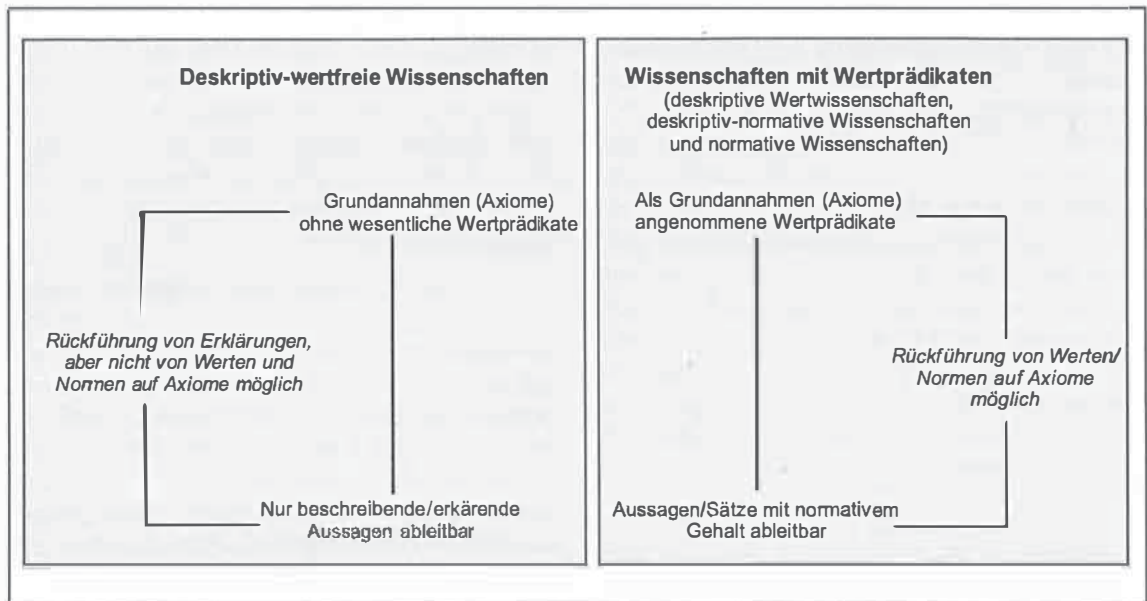 Deskriptiv-wertfreie Wissenschaften
Grundannahmen (Axiome)
ohne wesentliche Wertprädikate
Rückführung von Erklärungen,
aber nicht von Werten und
Normen auf Axiome möglich
Nur beschreibende/erkärende
Aussagen ableitbar
Wissenschaften mit Wertprädikaten
(deskriptive Wertwissenschaften,
deskriptiv-normative Wissenschaften
und normative Wissenschaften)
Als Grundannahmen (Axiome)
angenommene Wertprädikate
Rückführung von Werten/
Normen auf Axiome
möglich
Aussagen/Sätze mit normativem
Gehalt ableitbar